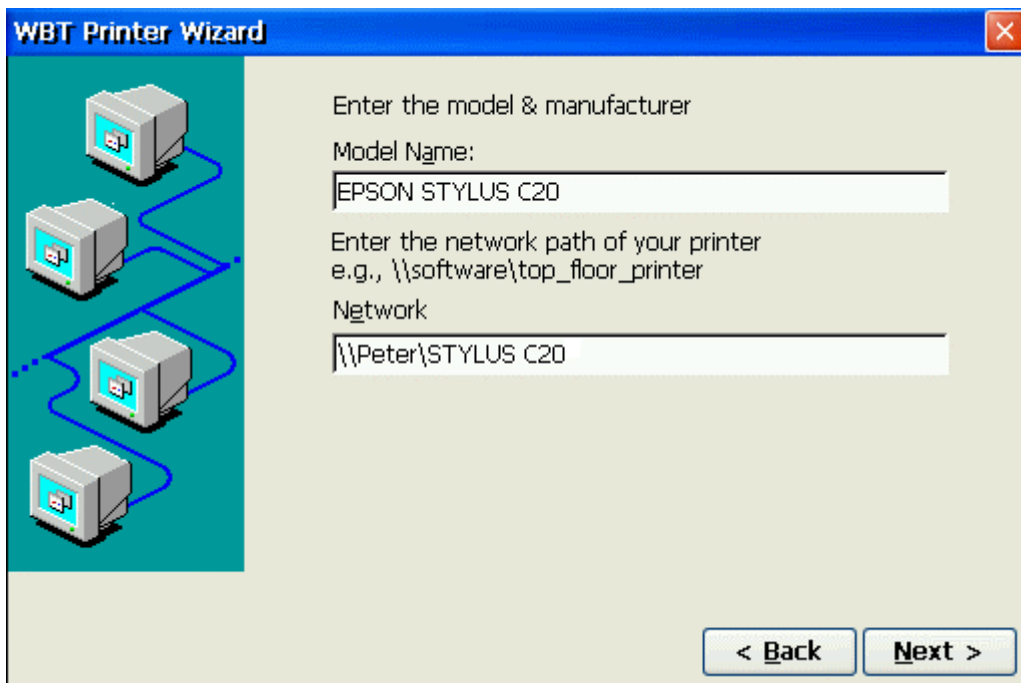 WBT Printer Wizard
Enter the model & manufacturer
Model Name:
EPSON STYLUS C20
Enter the network path of your printer
e.g., \\software\top_floor_printer
Network
\\Peter\STYLUS C20
< Back
Next >